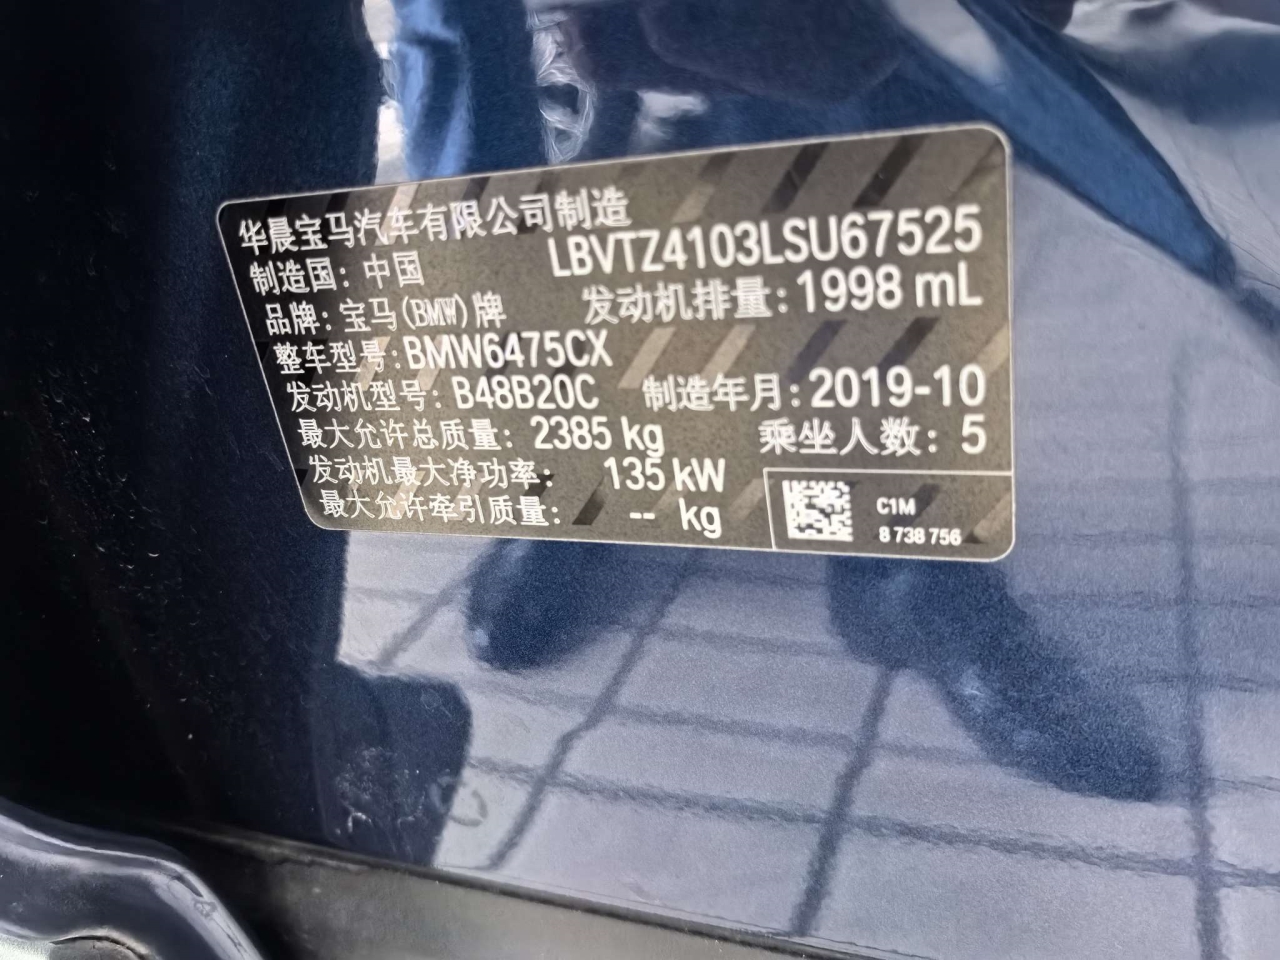 华晨宝马汽车有限公司制造
LBVTZ4103LSU67525
制造国：中国
品牌：宝马(BMW)牌 发动机排量：1998 mL
整车型号：BMW6475CX
发动机型号：B48B20C 制造年月：2019-10
最大允许总质量：2385 kg 乘坐人数：5
发动机最大净功率：135 kW
最大允许牵引质量：-- kg
C1M
8 738 756